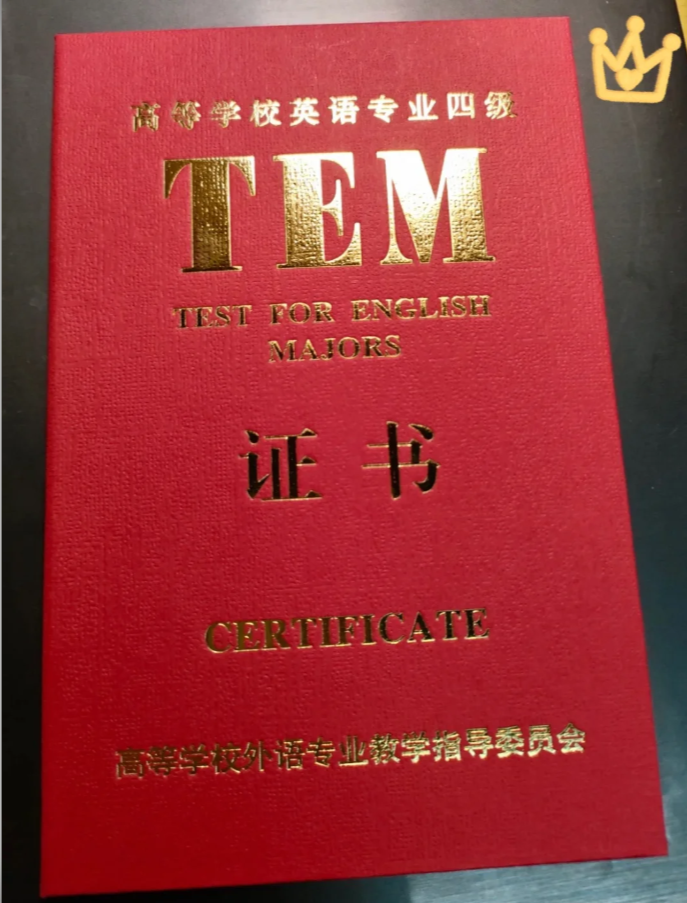 高等学校英语专业四级
TEM
TEST FOR ENGLISH
MAJORS
证书
CERTIFICATE
高等学校外语专业教学指导委员会